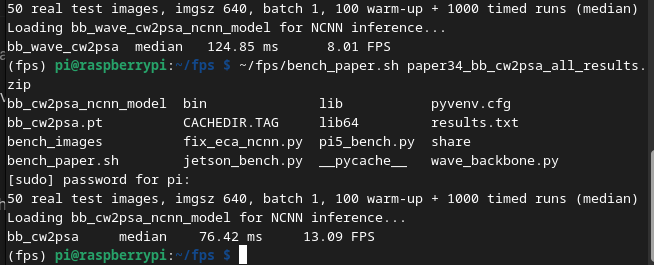 50 real test images, imgsz 640, batch 1, 100 warm-up + 1000 timed runs (median)
Loading bb_wave_cw2psa_ncnn_model for NCNN inference...
bb_wave_cw2psa  median   124.85 ms      8.01 FPS
(fps) pi@raspberrypi:~/fps $ ~/fps/bench_paper.sh paper34_bb_cw2psa_all_results.
zip
bb_cw2psa_ncnn_model  bin               lib            pyvenv.cfg
bb_cw2psa.pt          CACHEDIR.TAG      lib64          results.txt
bench_images          fix_eca_ncnn.py   pi5_bench.py   share
bench_paper.sh        jetson_bench.py   __pycache__    wave_backbone.py
[sudo] password for pi:
50 real test images, imgsz 640, batch 1, 100 warm-up + 1000 timed runs (median)
Loading bb_cw2psa_ncnn_model for NCNN inference...
bb_cw2psa     median    76.42 ms     13.09 FPS
(fps) pi@raspberrypi:~/fps $